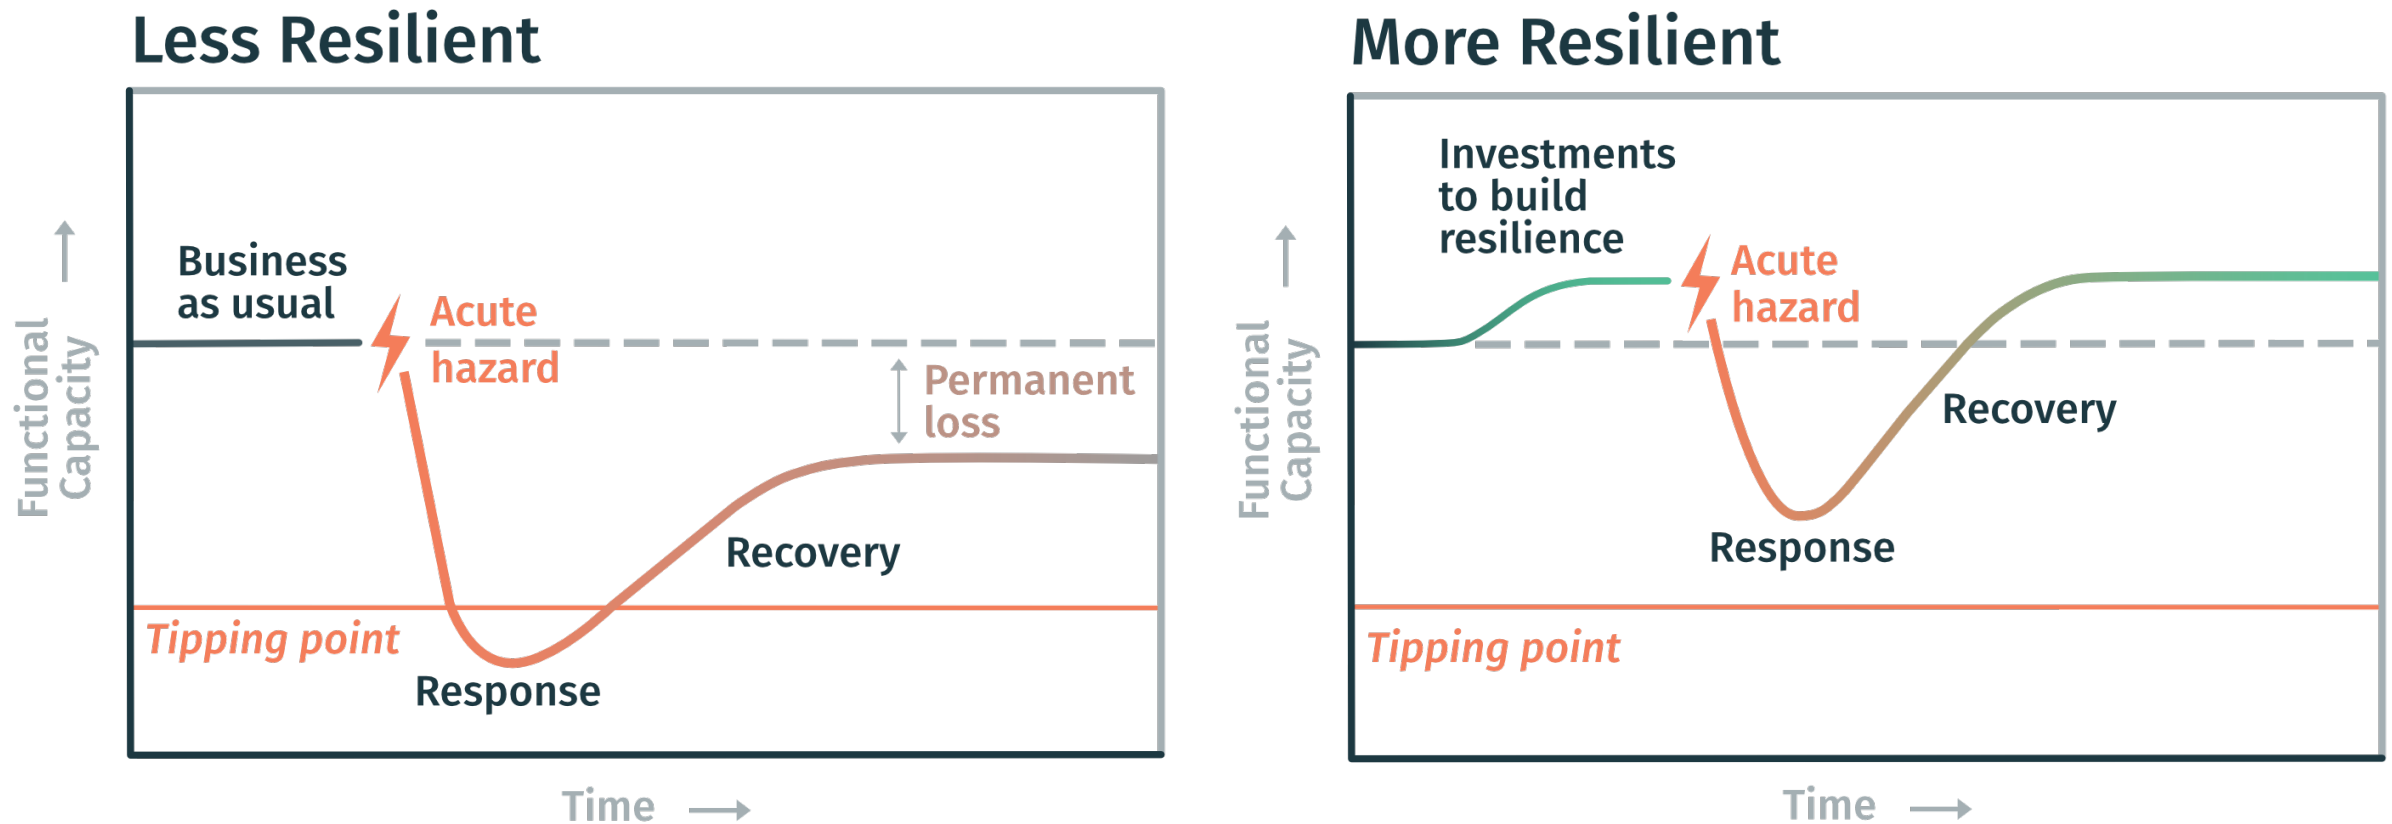 Less Resilient
Business
as usual
Acute
hazard
Permanent
loss
Recovery
Tipping point
Response
Functional
Capacity
Time
More Resilient
Investments
to build
resilience
Acute
hazard
Recovery
Response
Tipping point
Functional
Capacity
Time